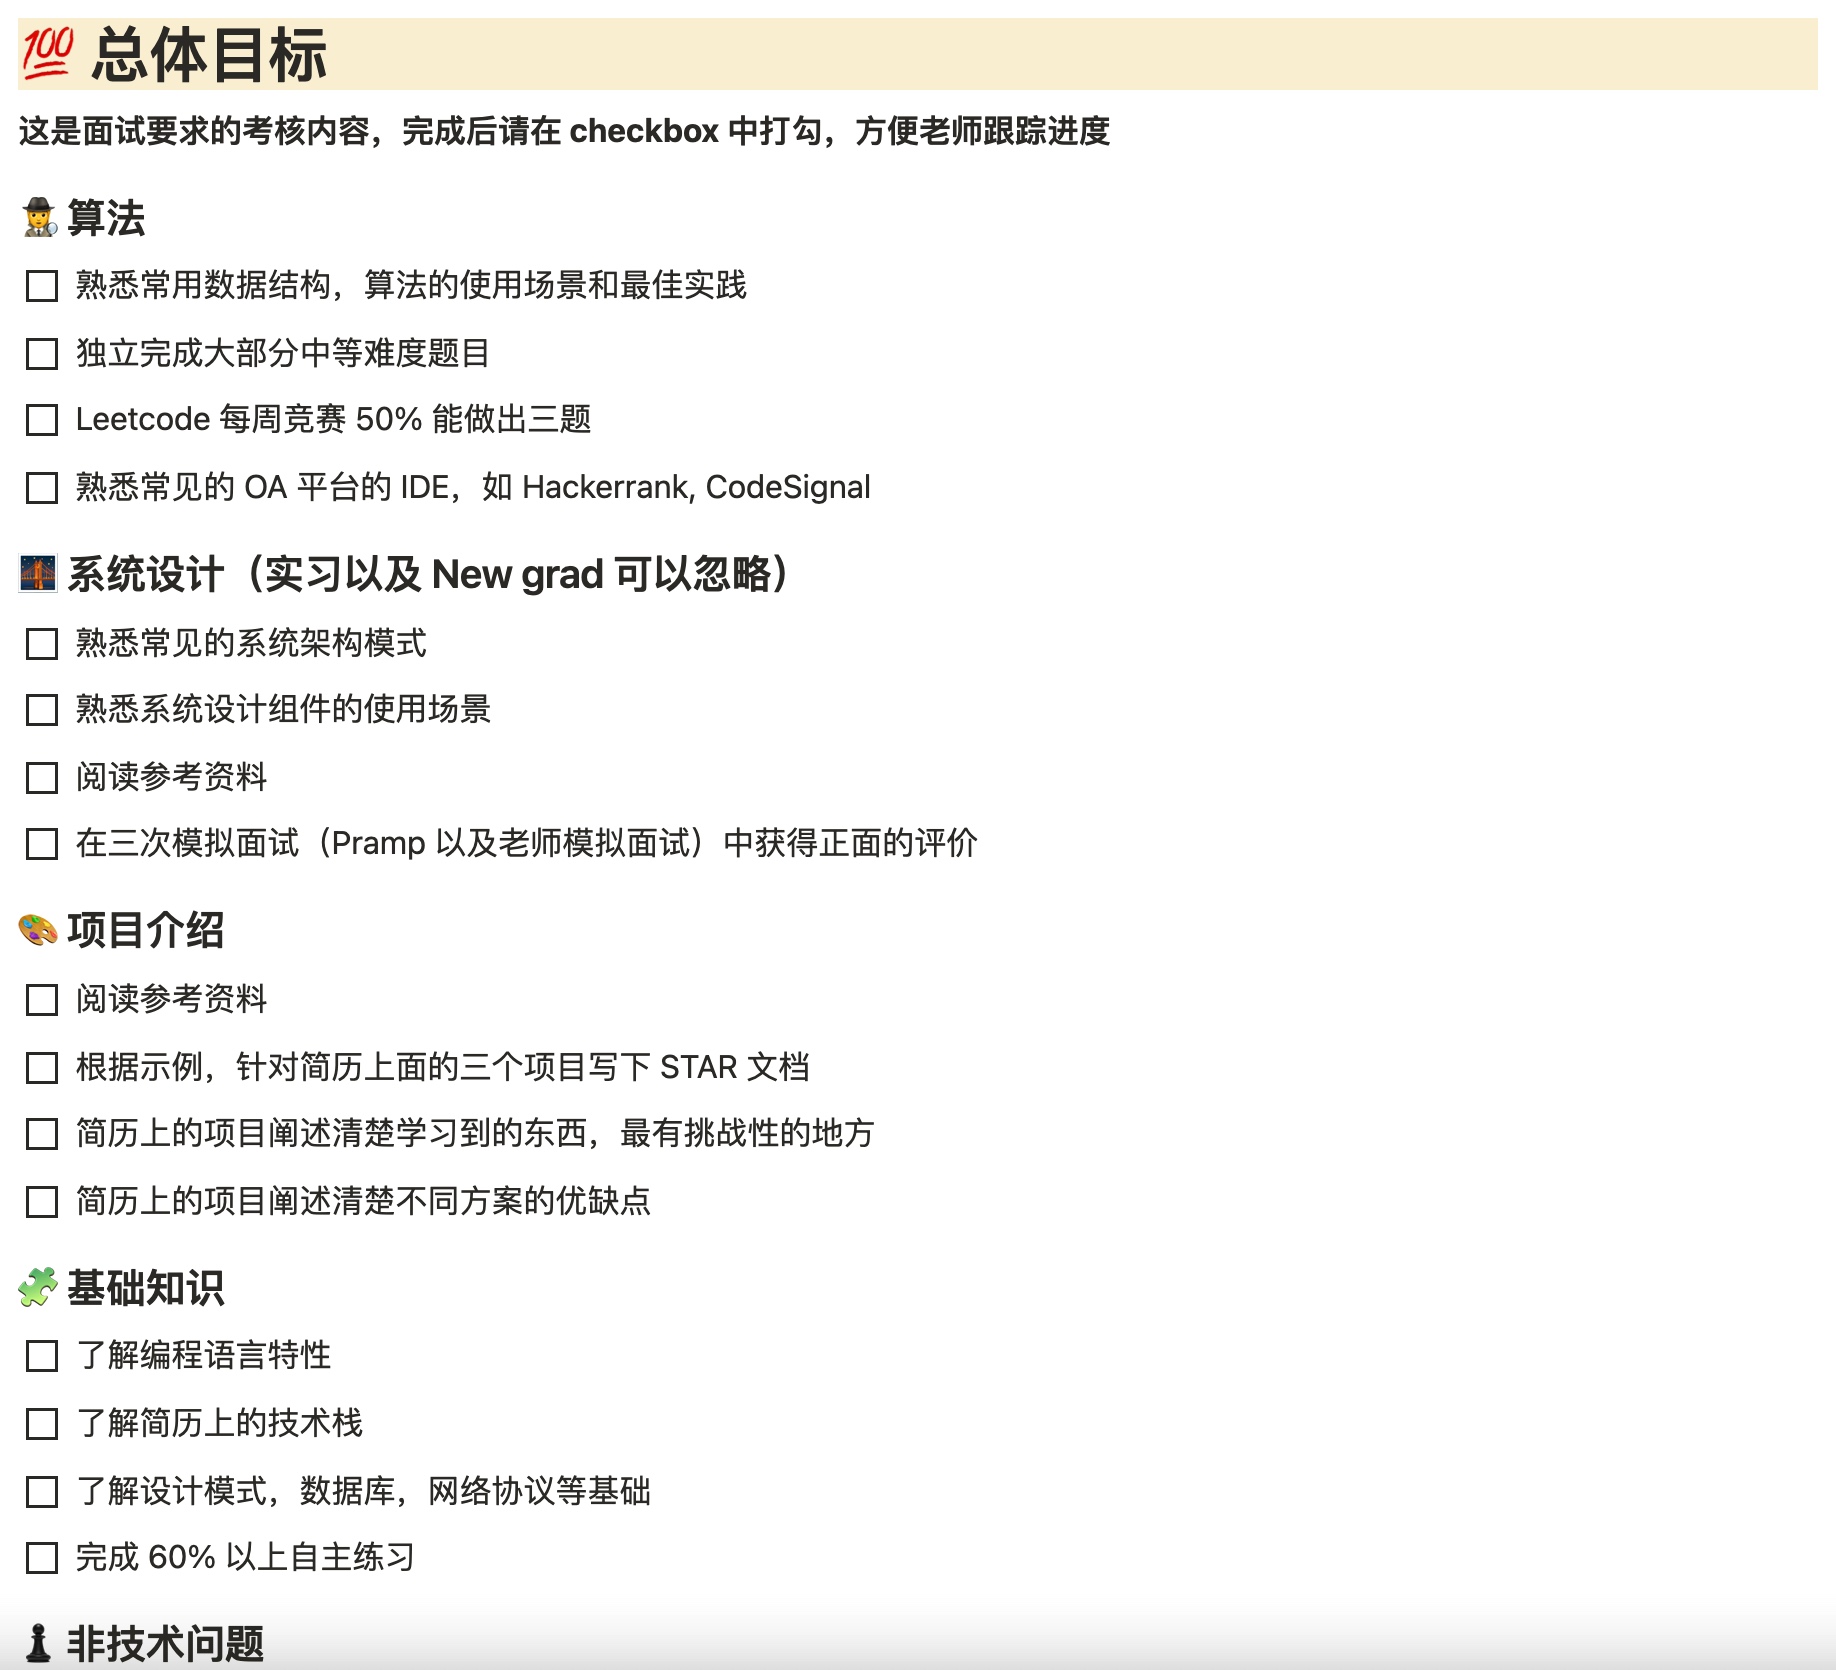 💯 总体目标
这是面试要求的考核内容，完成后请在 checkbox 中打勾，方便老师跟踪进度
🕵️ 算法
熟悉常用数据结构，算法的使用场景和最佳实践
独立完成大部分中等难度题目
Leetcode 每周竞赛 50% 能做出三题
熟悉常见的 OA 平台的 IDE，如 Hackerrank, CodeSignal
🌉 系统设计（实习以及 New grad 可以忽略）
熟悉常见的系统架构模式
熟悉系统设计组件的使用场景
阅读参考资料
在三次模拟面试（Pramp 以及老师模拟面试）中获得正面的评价
🎨 项目介绍
阅读参考资料
根据示例，针对简历上面的三个项目写下 STAR 文档
简历上的项目阐述清楚学习到的东西，最有挑战性的地方
简历上的项目阐述清楚不同方案的优缺点
🧩 基础知识
了解编程语言特性
了解简历上的技术栈
了解设计模式，数据库，网络协议等基础
完成 60% 以上自主练习
♟️ 非技术问题